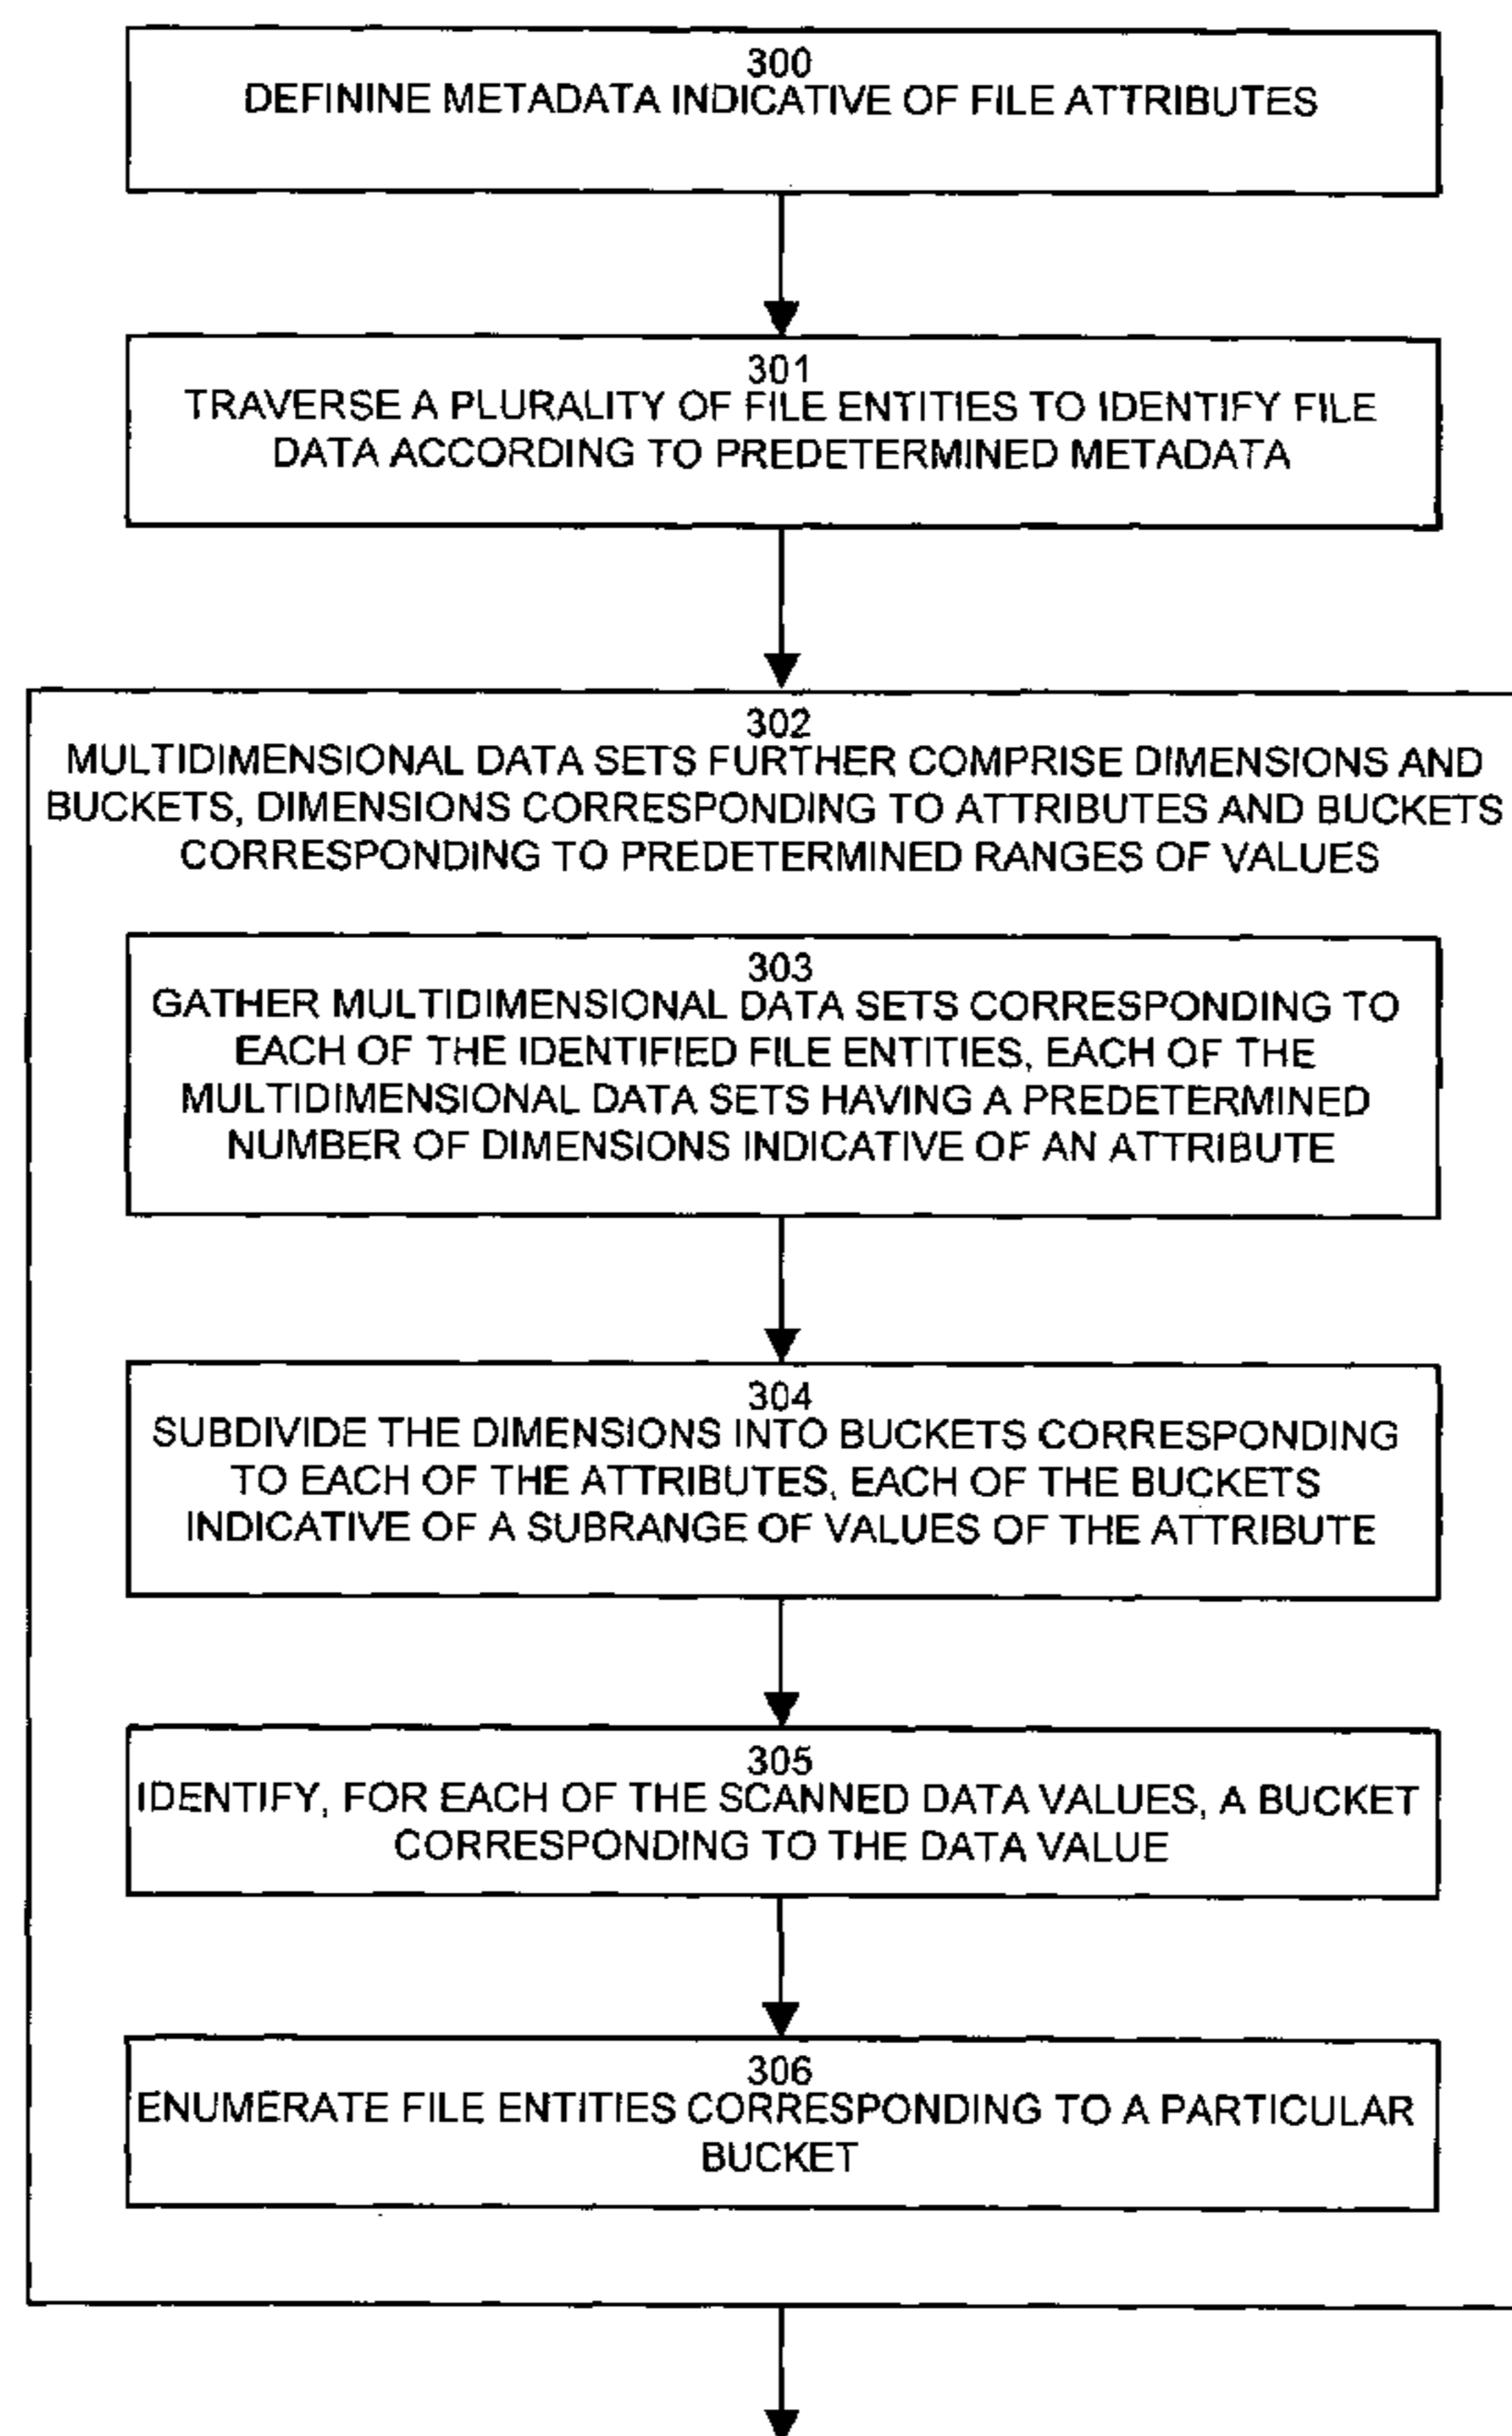 300
DEFININE METADATA INDICATIVE OF FILE ATTRIBUTES
301
TRAVERSE A PLURALITY OF FILE ENTITIES TO IDENTIFY FILE
DATA ACCORDING TO PREDETERMINED METADATA
302
MULTIDIMENSIONAL DATA SETS FURTHER COMPRISE DIMENSIONS AND
BUCKETS, DIMENSIONS CORRESPONDING TO ATTRIBUTES AND BUCKETS
CORRESPONDING TO PREDETERMINED RANGES OF VALUES
303
GATHER MULTIDIMENSIONAL DATA SETS CORRESPONDING TO
EACH OF THE IDENTIFIED FILE ENTITIES, EACH OF THE
MULTIDIMENSIONAL DATA SETS HAVING A PREDETERMINED
NUMBER OF DIMENSIONS INDICATIVE OF AN ATTRIBUTE
304
SUBDIVIDE THE DIMENSIONS INTO BUCKETS CORRESPONDING
TO EACH OF THE ATTRIBUTES, EACH OF THE BUCKETS
INDICATIVE OF A SUBRANGE OF VALUES OF THE ATTRIBUTE
305
IDENTIFY, FOR EACH OF THE SCANNED DATA VALUES, A BUCKET
CORRESPONDING TO THE DATA VALUE
306
ENUMERATE FILE ENTITIES CORRESPONDING TO A PARTICULAR
BUCKET